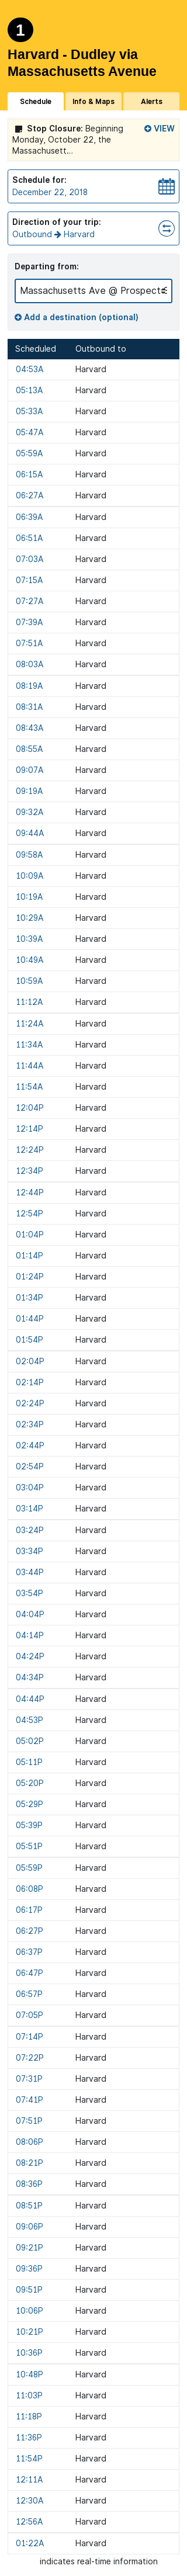 1
Harvard - Dudley via
Massachusetts Avenue
Schedule Info & Maps Alerts
Stop Closure: Beginning VIEW
Monday, October 22, the
Massachusett...
Schedule for:
December 22, 2018
Direction of your trip:
Outbound Harvard
Departing from:
Massachusetts Ave @ Prospect
Add a destination (optional)
Scheduled Outbound to
04:53A Harvard
05:13A Harvard
05:33A Harvard
05:47A Harvard
05:59A Harvard
06:15A Harvard
06:27A Harvard
06:39A Harvard
06:51A Harvard
07:03A Harvard
07:15A Harvard
07:27A Harvard
07:39A Harvard
07:51A Harvard
08:03A Harvard
08:19A Harvard
08:31A Harvard
08:43A Harvard
08:55A Harvard
09:07A Harvard
09:19A Harvard
09:32A Harvard
09:44A Harvard
09:58A Harvard
10:09A Harvard
10:19A Harvard
10:29A Harvard
10:39A Harvard
10:49A Harvard
10:59A Harvard
11:12A Harvard
11:24A Harvard
11:34A Harvard
11:44A Harvard
11:54A Harvard
12:04P Harvard
12:14P Harvard
12:24P Harvard
12:34P Harvard
12:44P Harvard
12:54P Harvard
01:04P Harvard
01:14P Harvard
01:24P Harvard
01:34P Harvard
01:44P Harvard
01:54P Harvard
02:04P Harvard
02:14P Harvard
02:24P Harvard
02:34P Harvard
02:44P Harvard
02:54P Harvard
03:04P Harvard
03:14P Harvard
03:24P Harvard
03:34P Harvard
03:44P Harvard
03:54P Harvard
04:04P Harvard
04:14P Harvard
04:24P Harvard
04:34P Harvard
04:44P Harvard
04:53P Harvard
05:02P Harvard
05:11P Harvard
05:20P Harvard
05:29P Harvard
05:39P Harvard
05:51P Harvard
05:59P Harvard
06:08P Harvard
06:17P Harvard
06:27P Harvard
06:37P Harvard
06:47P Harvard
06:57P Harvard
07:05P Harvard
07:14P Harvard
07:22P Harvard
07:31P Harvard
07:41P Harvard
07:51P Harvard
08:06P Harvard
08:21P Harvard
08:36P Harvard
08:51P Harvard
09:06P Harvard
09:21P Harvard
09:36P Harvard
09:51P Harvard
10:06P Harvard
10:21P Harvard
10:36P Harvard
10:48P Harvard
11:03P Harvard
11:18P Harvard
11:36P Harvard
11:54P Harvard
12:11A Harvard
12:30A Harvard
12:56A Harvard
01:22A Harvard
indicates real-time information